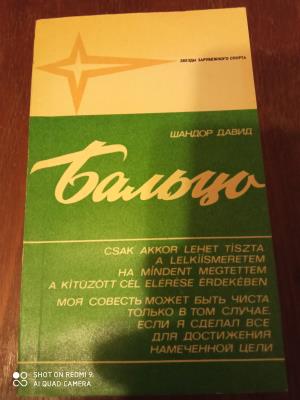 ЗВЕЗДЫ ЗАРУБЕЖНОГО СПОРТА
ШАНДОР ДАВИД
Бальцо
CSAK AKKOR LEHET TISZTA
A LELKIISMERETEM
HA MINDENT MEGTETTEM
A KITŰZÖTT CÉL ELÉRÉSE ÉRDEKÉBEN
МОЯ СОВЕСТЬ МОЖЕТ БЫТЬ ЧИСТА
ТОЛЬКО В ТОМ СЛУЧАЕ,
ЕСЛИ Я СДЕЛАЛ ВСЕ
ДЛЯ ДОСТИЖЕНИЯ
НАМЕЧЕННОЙ ЦЕЛИ
SHOT ON REDMI 9
AI QUAD CAMERA